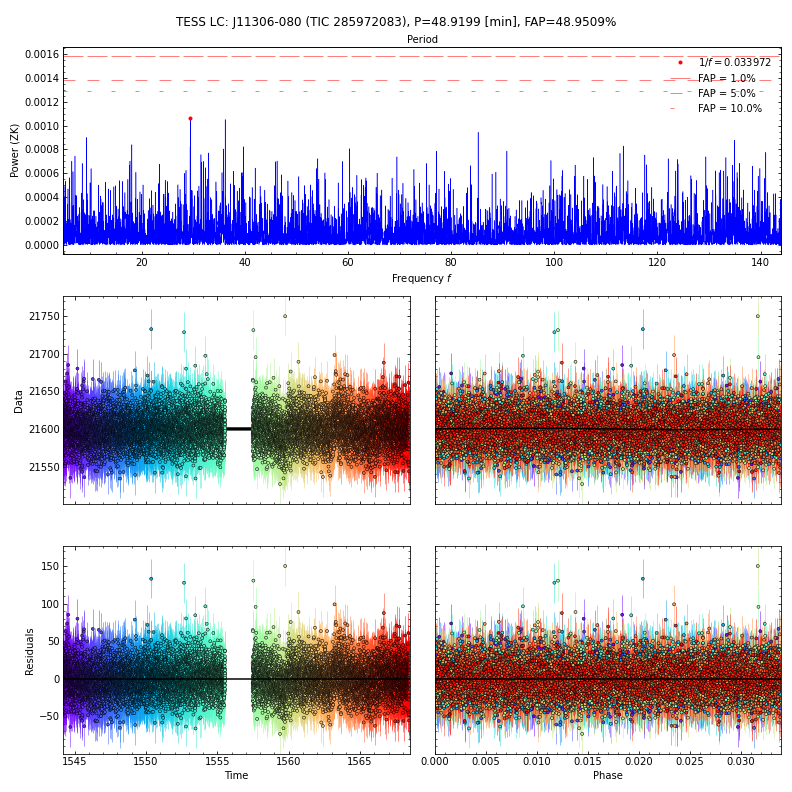 TESS LC: J11306-080 (TIC 285972083), P=48.9199 [min], FAP=48.9509%
Period
0.0016
0.0014
0.0012
0.0010
0.0008
0.0006
0.0004
0.0002
0.0000
Power (ZK)
1/f = 0.033972
FAP = 1.0%
FAP = 5.0%
FAP = 10.0%
20 40 60 80 100 120 140
Frequency f
21750
21700
21650
21600
21550
Data
150
100
50
0
−50
Residuals
1545 1550 1555 1560 1565
Time
0.000 0.005 0.010 0.015 0.020 0.025 0.030
Phase